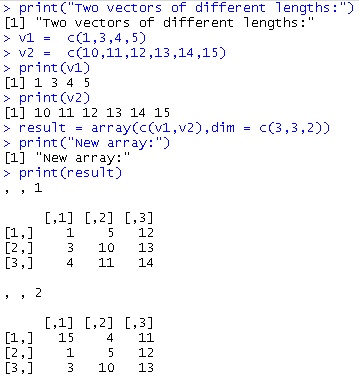 > print("Two vectors of different lengths:")
[1] "Two vectors of different lengths:"
> v1 =  c(1,3,4,5)
> v2 =  c(10,11,12,13,14,15)
> print(v1)
[1] 1 3 4 5
> print(v2)
[1] 10 11 12 13 14 15
> result = array(c(v1,v2),dim = c(3,3,2))
> print("New array:")
[1] "New array:"
> print(result)
, , 1

     [,1] [,2] [,3]
[1,]    1    5   12
[2,]    3   10   13
[3,]    4   11   14

, , 2

     [,1] [,2] [,3]
[1,]   15    4   11
[2,]    1    5   12
[3,]    3   10   13